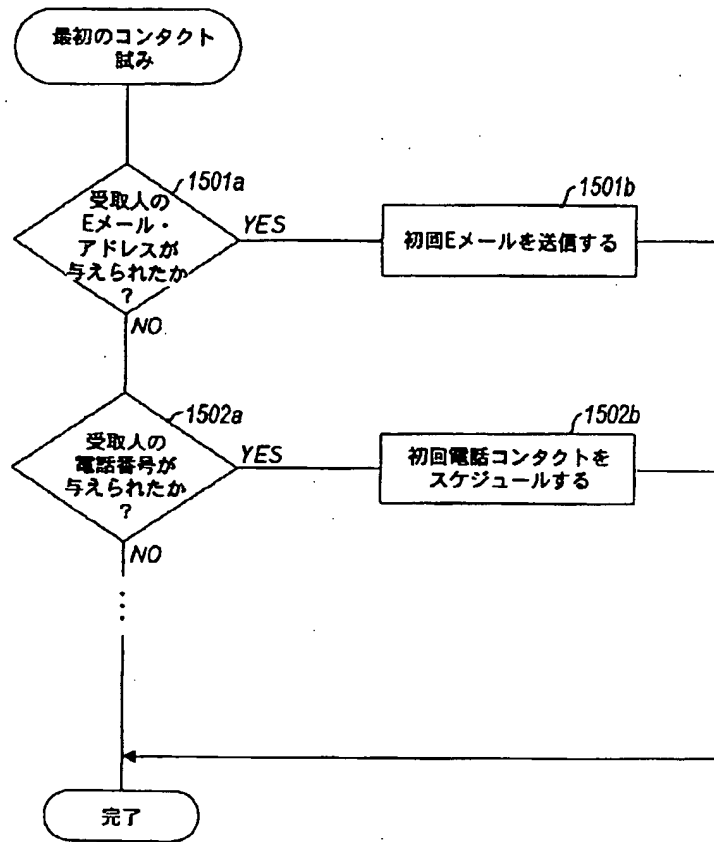 最初のコンタクト
試み
1501a
受取人の
Eメール・
アドレスが
与えられたか
?
YES
1501b
初回Eメールを送信する
NO
1502a
受取人の
電話番号が
与えられたか
?
YES
1502b
初回電話コンタクトを
スケジュールする
NO
完了